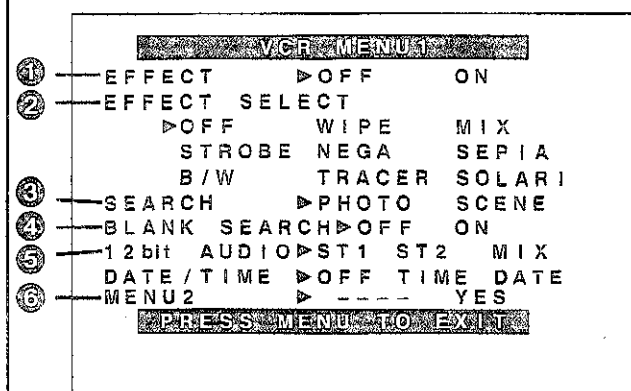 VCR MENU1
① EFFECT ▷OFF ON
② EFFECT SELECT
▷OFF WIPE MIX
STROBE NEGA SEPIA
B/W TRACER SOLARI
③ SEARCH ▷PHOTO SCENE
④ BLANK SEARCH▷OFF ON
⑤ 12bit AUDIO▷ST1 ST2 MIX
DATE/TIME ▷OFF TIME DATE
⑥ MENU2 ▷ ---- YES
PRESS MENU TO EXIT